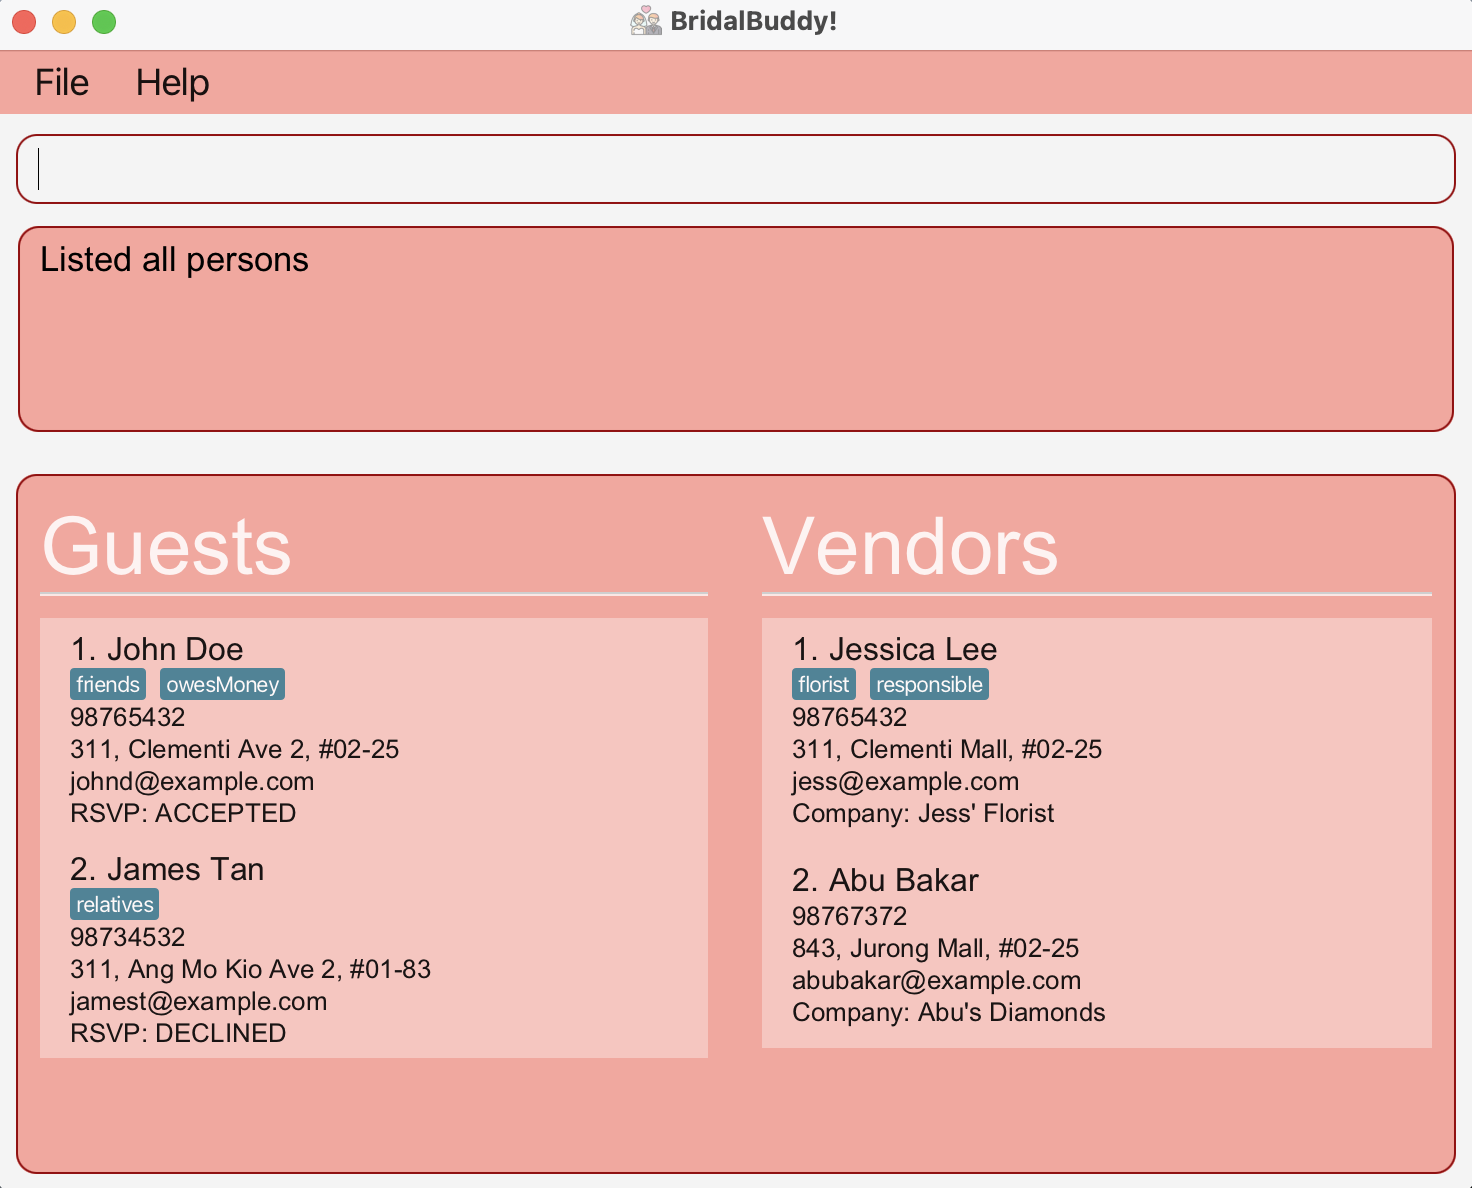 BridalBuddy!
File Help
Listed all persons
Guests
1. John Doe
friends owesMoney
98765432
311, Clementi Ave 2, #02-25
johnd@example.com
RSVP: ACCEPTED
2. James Tan
relatives
98734532
311, Ang Mo Kio Ave 2, #01-83
jamest@example.com
RSVP: DECLINED
Vendors
1. Jessica Lee
florist responsible
98765432
311, Clementi Mall, #02-25
jess@example.com
Company: Jess' Florist
2. Abu Bakar
98767372
843, Jurong Mall, #02-25
abubakar@example.com
Company: Abu's Diamonds